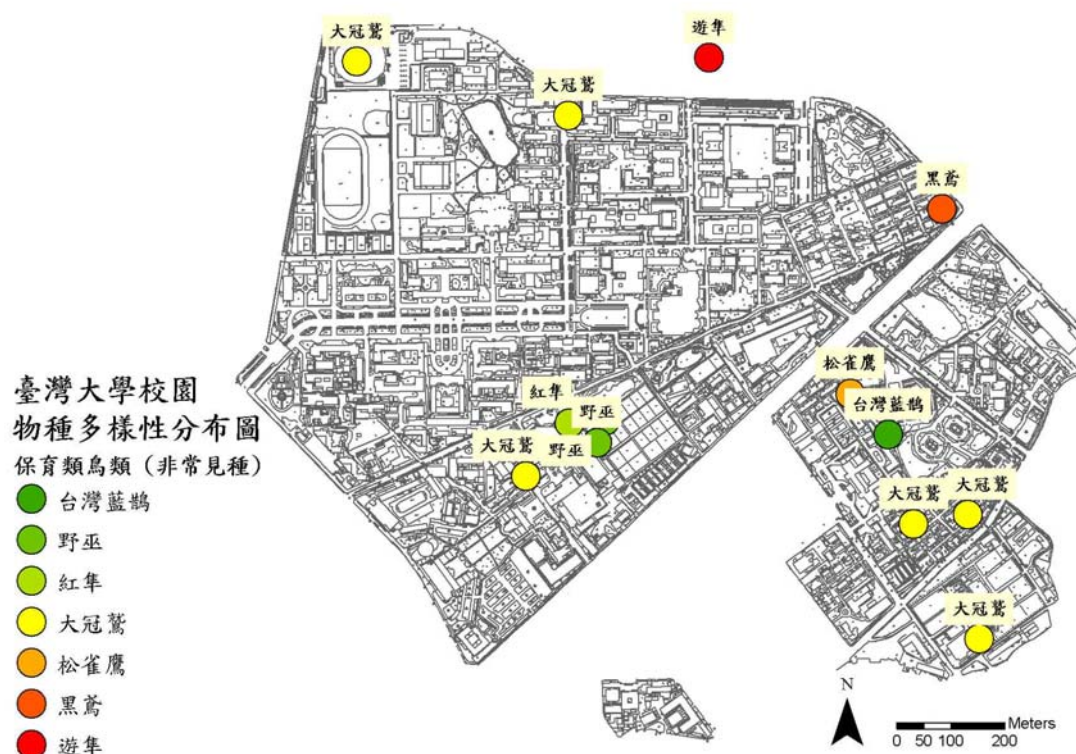 大冠鷲
遊隼
大冠鷲
黑鳶
松雀鷹
台灣藍鵲
紅隼
野巫
大冠鷲
野巫
大冠鷲
大冠鷲
大冠鷲
臺灣大學校園
物種多樣性分布圖
保育類鳥類（非常見種）
台灣藍鵲
野巫
紅隼
大冠鷲
松雀鷹
黑鳶
遊隼
N
Meters
0 50 100 200